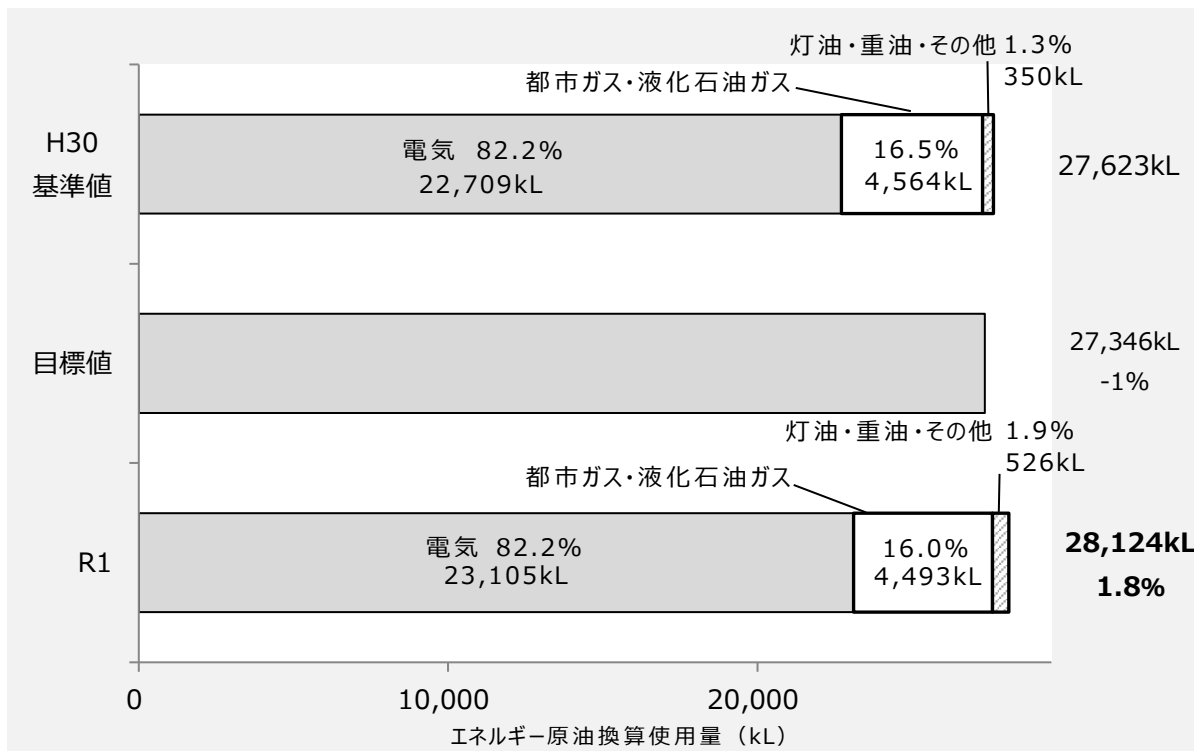 灯油・重油・その他 1.3%
350kL
都市ガス・液化石油ガス
H30
基準値
電気 82.2%
22,709kL
16.5%
4,564kL
27,623kL
目標値
27,346kL
-1%
灯油・重油・その他 1.9%
526kL
都市ガス・液化石油ガス
R1
電気 82.2%
23,105kL
16.0%
4,493kL
28,124kL
1.8%
0
10,000
20,000
エネルギー原油換算使用量（kL）